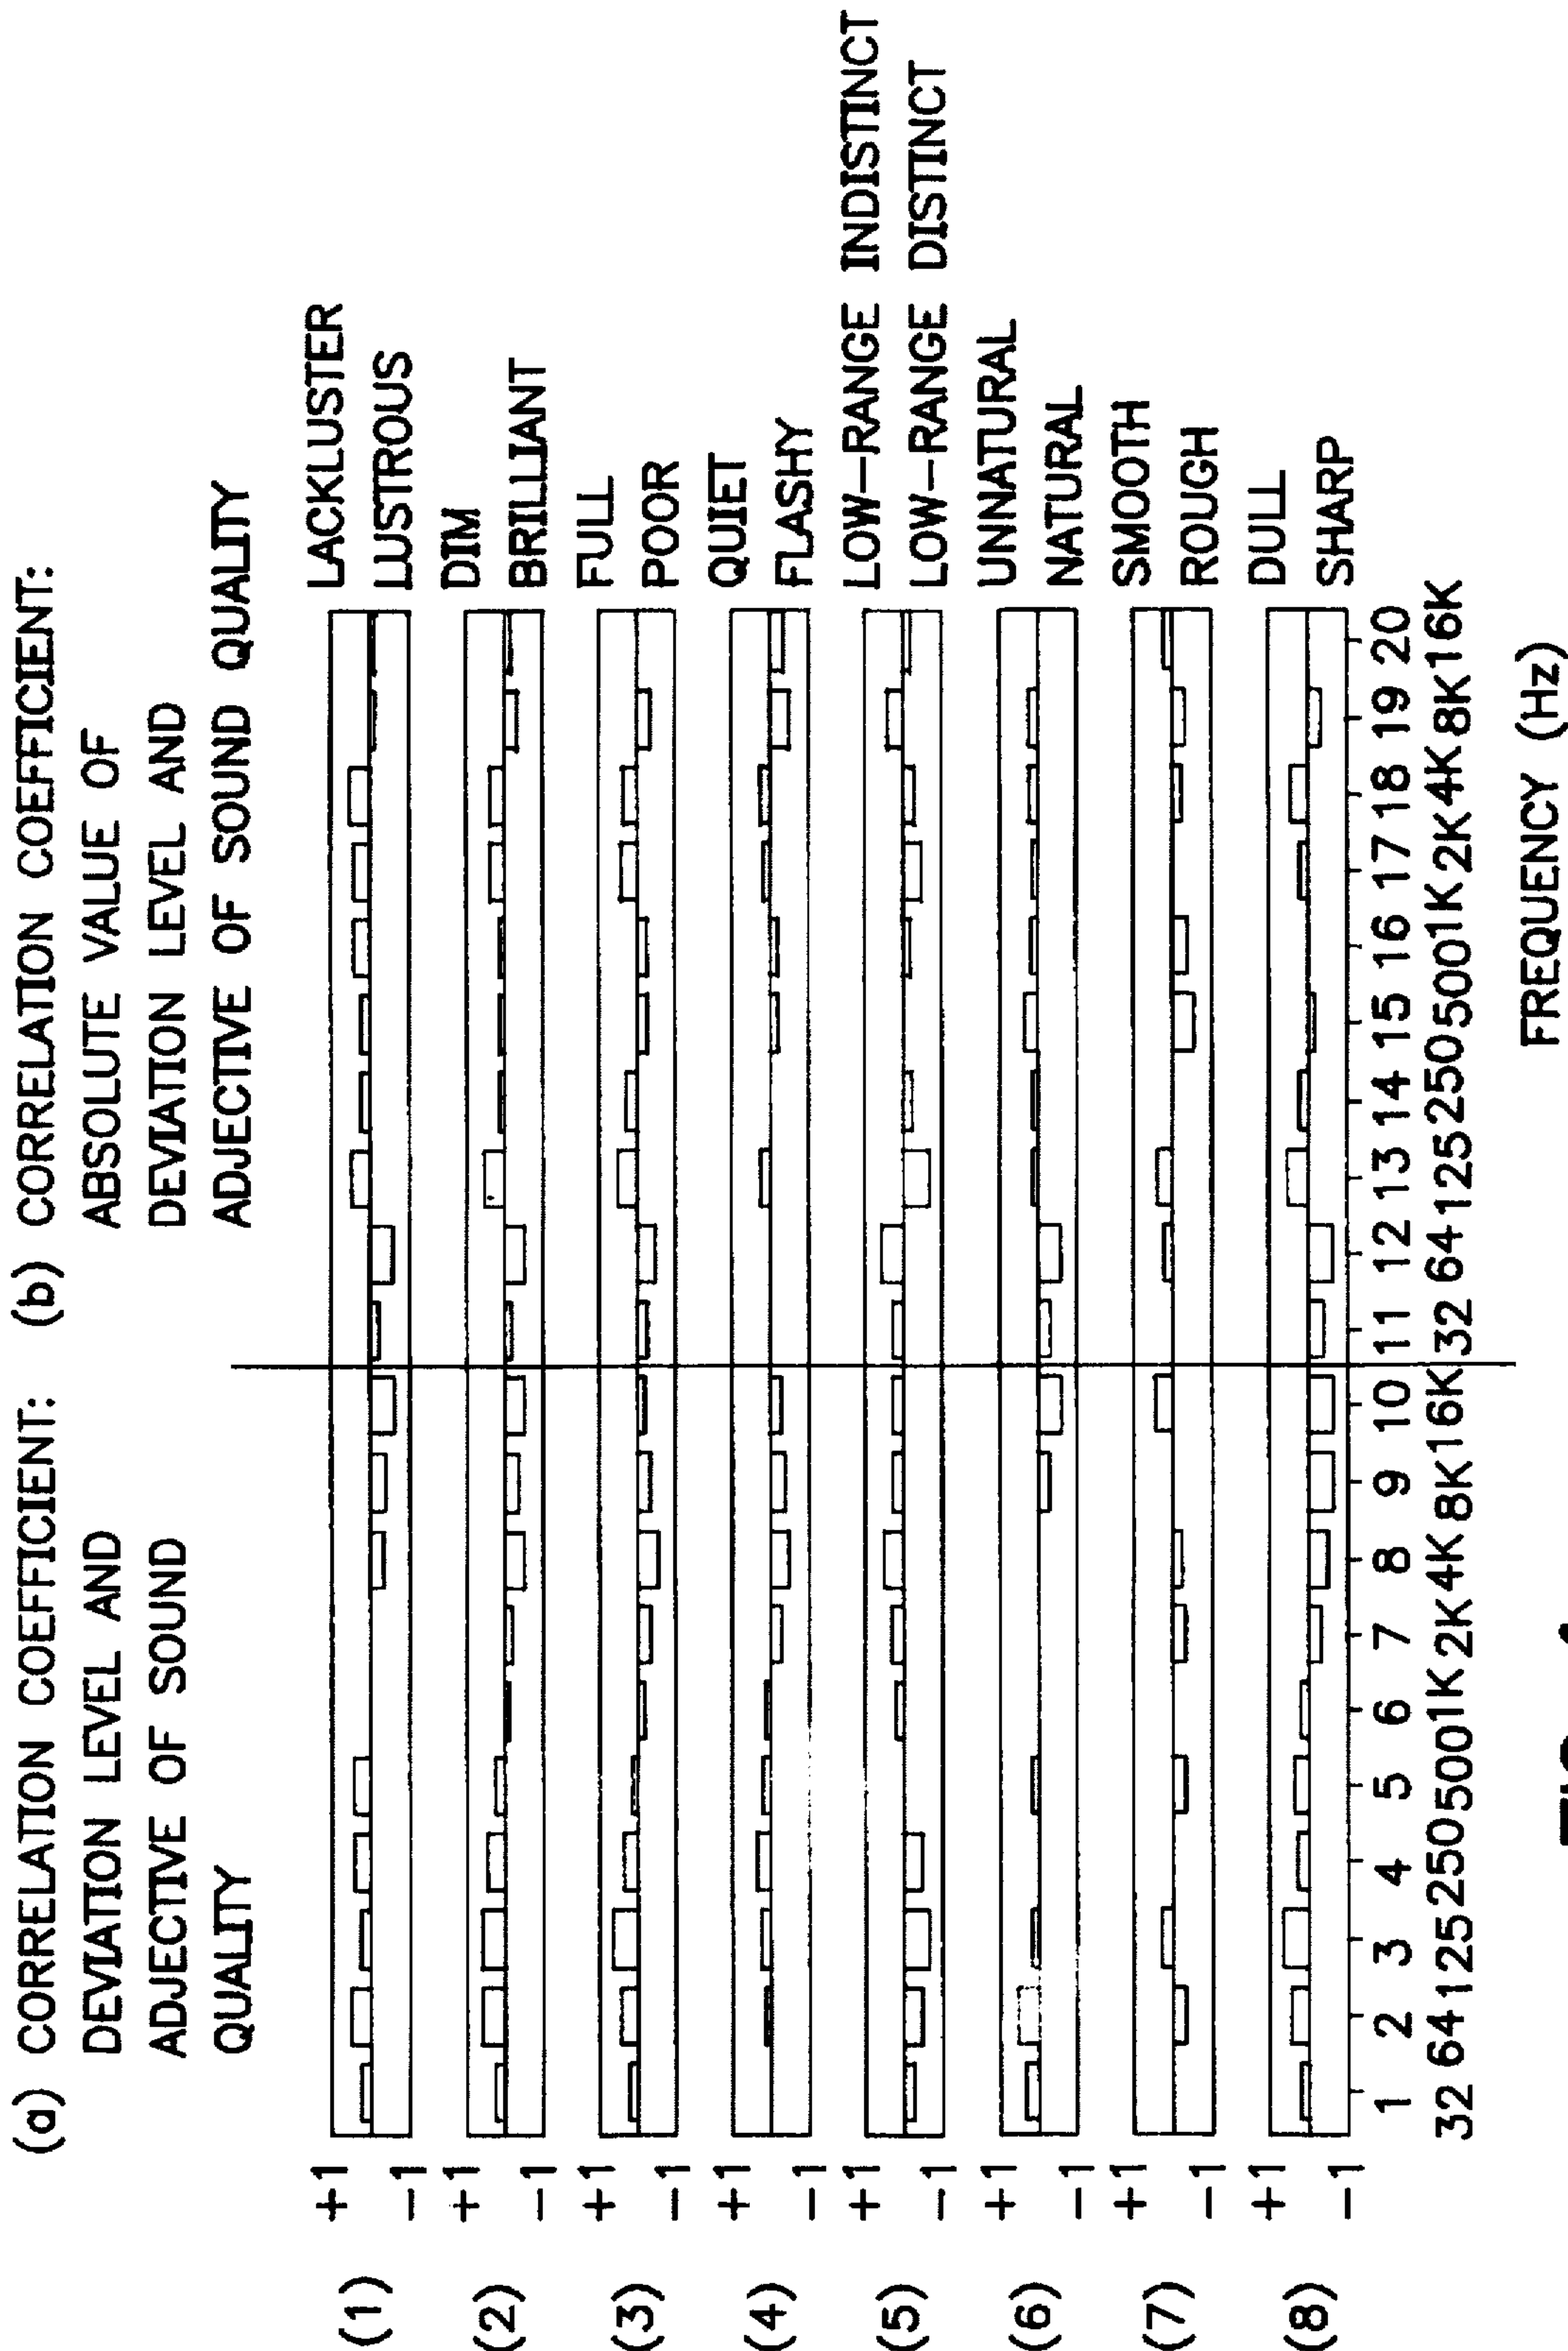 (a) CORRELATION COEFFICIENT:
DEVIATION LEVEL AND
ADJECTIVE OF SOUND
QUALITY
(b) CORRELATION COEFFICIENT:
ABSOLUTE VALUE OF
DEVIATION LEVEL AND
ADJECTIVE OF SOUND QUALITY
(1) +1 LACKLUSTER
-1 LUSTROUS
(2) +1 DIM
-1 BRILLIANT
(3) +1 FULL
-1 POOR
(4) +1 QUIET
-1 FLASHY
(5) +1 LOW-RANGE INDISTINCT
-1 LOW-RANGE DISTINCT
(6) +1 UNNATURAL
-1 NATURAL
(7) +1 SMOOTH
-1 ROUGH
(8) +1 DULL
-1 SHARP
1 2 3 4 5 6 7 8 9 10 11 12 13 14 15 16 17 18 19 20
32 64 125 250 500 1K 2K 4K 8K 16K 32 64 125 250 500 1K 2K 4K 8K 16K
FREQUENCY (Hz)